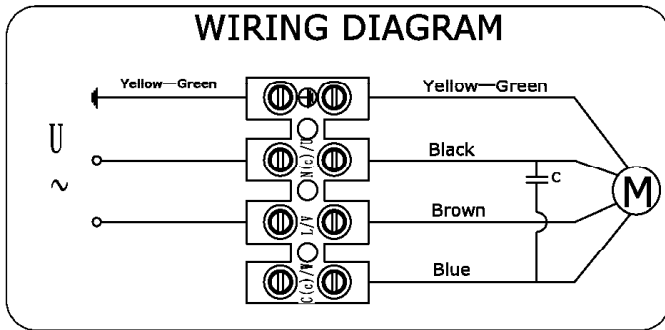 WIRING DIAGRAM
Yellow—Green
Yellow—Green
U
~
N(c)/U
Black
C
M
L/V
Brown
C(c)/W
Blue